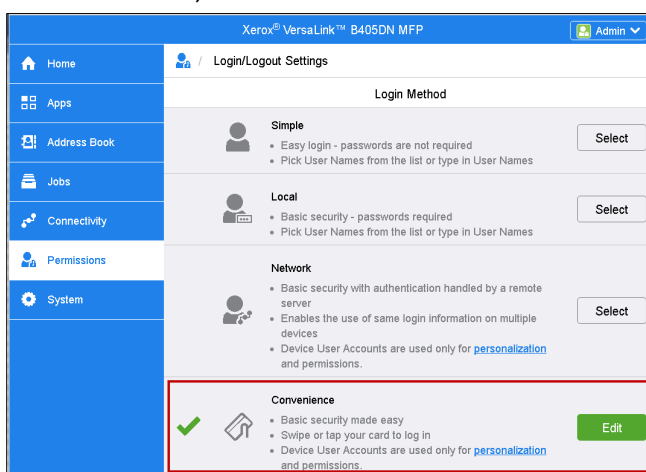 Xerox® VersaLink™ B405DN MFP
Admin
Home
Apps
Address Book
Jobs
Connectivity
Permissions
System
/ Login/Logout Settings
Login Method
Simple
• Easy login - passwords are not required
• Pick User Names from the list or type in User Names
Select
Local
• Basic security - passwords required
• Pick User Names from the list or type in User Names
Select
Network
• Basic security with authentication handled by a remote
server
• Enables the use of same login information on multiple
devices
• Device User Accounts are used only for personalization
and permissions.
Select
Convenience
• Basic security made easy
• Swipe or tap your card to log in
• Device User Accounts are used only for personalization
and permissions.
Edit